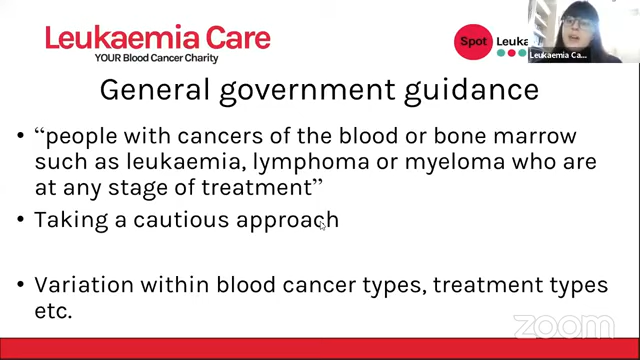 Leukaemia Care
YOUR Blood Cancer Charity
Spot
Leuka
Leukaemia Ca...
General government guidance
• “people with cancers of the blood or bone marrow
such as leukaemia, lymphoma or myeloma who are
at any stage of treatment”
• Taking a cautious approach
• Variation within blood cancer types, treatment types
etc.
zoom